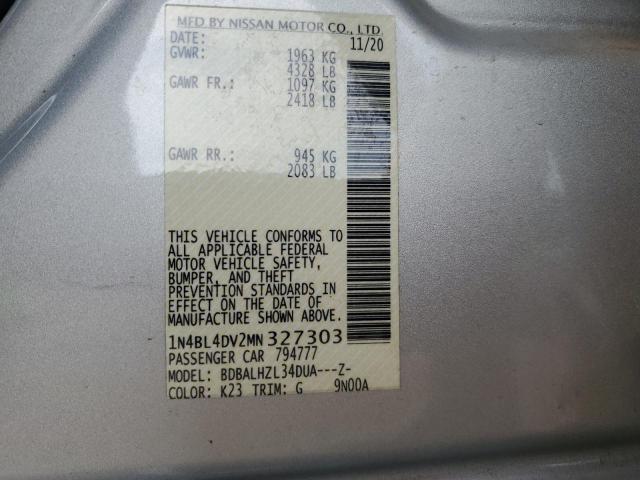 MFD BY NISSAN MOTOR CO., LTD.
DATE: 11/20
GVWR: 1963 KG
4328 LB
GAWR FR.: 1097 KG
2418 LB
GAWR RR.: 945 KG
2083 LB
THIS VEHICLE CONFORMS TO
ALL APPLICABLE FEDERAL
MOTOR VEHICLE SAFETY,
BUMPER, AND THEFT
PREVENTION STANDARDS IN
EFFECT ON THE DATE OF
MANUFACTURE SHOWN ABOVE.
1N4BL4DV2MN 327303
PASSENGER CAR 794777
MODEL: BDBALHZL34DUA---Z-
COLOR: K23 TRIM: G 9N00A